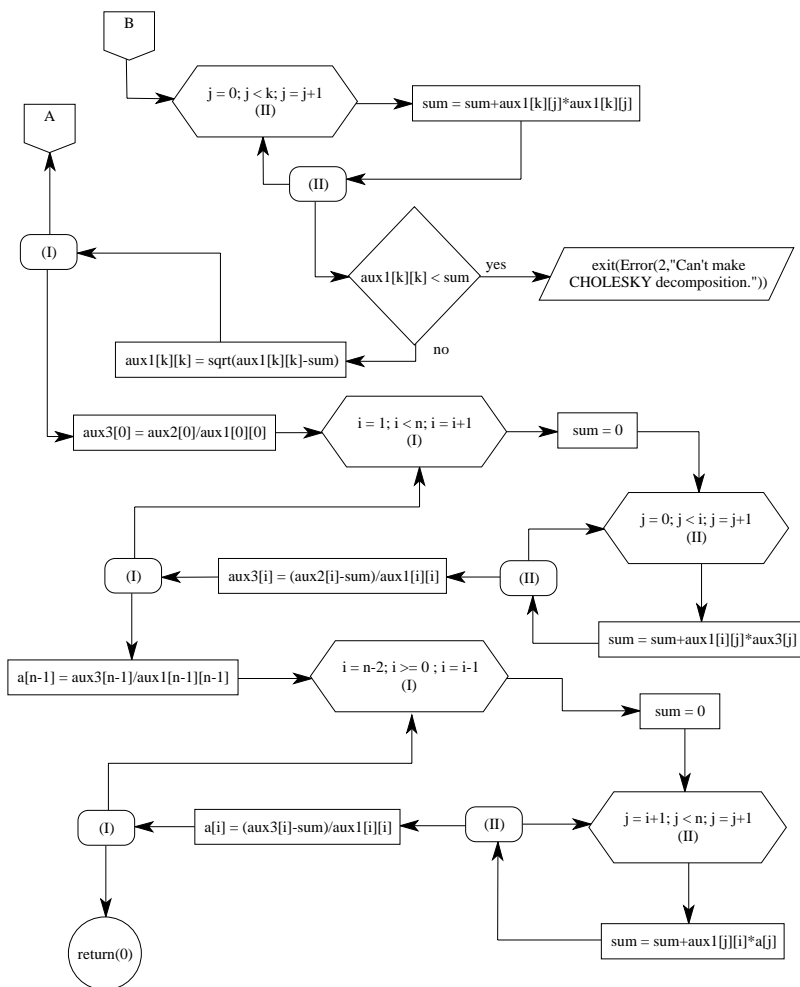 B
j = 0; j < k; j = j+1
(II)
sum = sum+aux1[k][j]*aux1[k][j]
A
(II)
(I)
aux1[k][k] < sum
yes
exit(Error(2,"Can't make
CHOLESKY decomposition."))
no
aux1[k][k] = sqrt(aux1[k][k]-sum)
aux3[0] = aux2[0]/aux1[0][0]
i = 1; i < n; i = i+1
(I)
sum = 0
j = 0; j < i; j = j+1
(II)
(I)
aux3[i] = (aux2[i]-sum)/aux1[i][i]
(II)
sum = sum+aux1[i][j]*aux3[j]
a[n-1] = aux3[n-1]/aux1[n-1][n-1]
i = n-2; i >= 0 ; i = i-1
(I)
sum = 0
(I)
a[i] = (aux3[i]-sum)/aux1[i][i]
(II)
j = i+1; j < n; j = j+1
(II)
return(0)
sum = sum+aux1[j][i]*a[j]